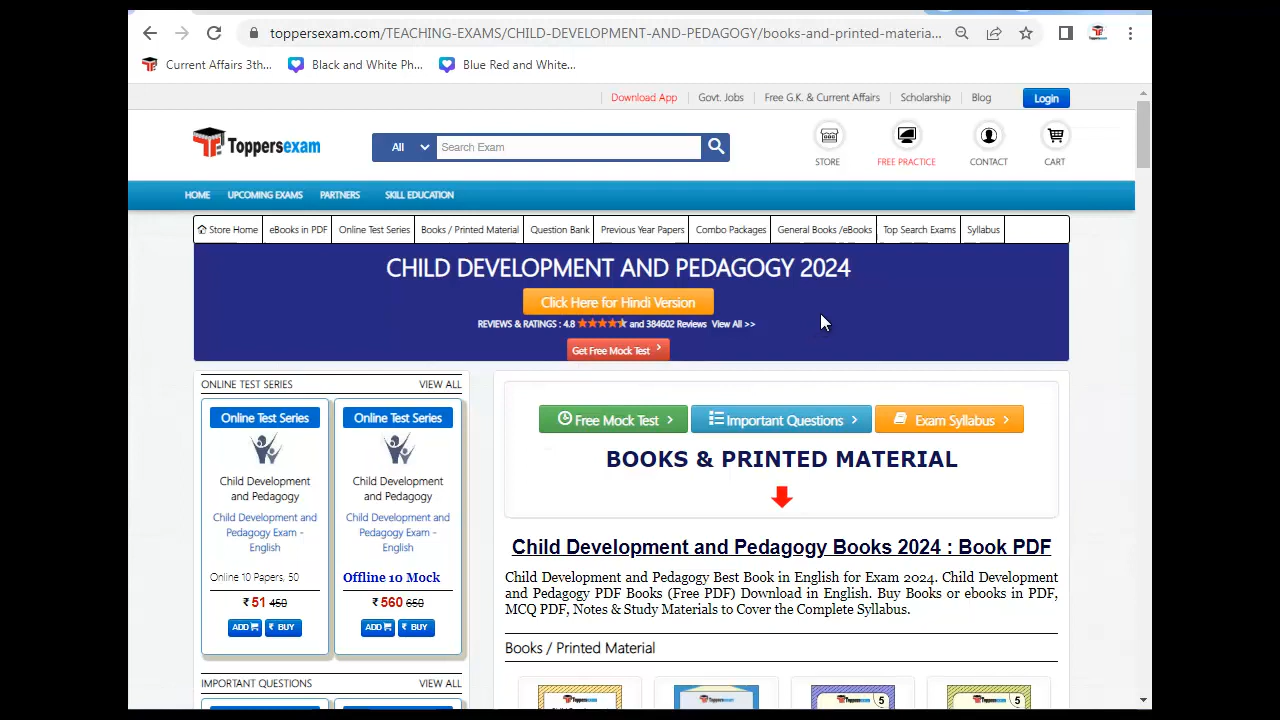 toppersexam.com/TEACHING-EXAMS/CHILD-DEVELOPMENT-AND-PEDAGOGY/books-and-printed-materia...
Current Affairs 3th... Black and White Ph... Blue Red and White...
Download App Govt. Jobs Free G.K. & Current Affairs Scholarship Blog Login
Toppersexam All Search Exam
STORE FREE PRACTICE CONTACT CART
HOME UPCOMING EXAMS PARTNERS SKILL EDUCATION
Store Home eBooks in PDF Online Test Series Books / Printed Material Question Bank Previous Year Papers Combo Packages General Books /eBooks Top Search Exams Syllabus
CHILD DEVELOPMENT AND PEDAGOGY 2024
Click Here for Hindi Version
REVIEWS & RATINGS : 4.8 and 384602 Reviews View All >>
Get Free Mock Test >
ONLINE TEST SERIES VIEW ALL
Online Test Series
Child Development
and Pedagogy
Child Development and
Pedagogy Exam -
English
Online 10 Papers, 50
₹ 51 450
ADD ₹ BUY
Online Test Series
Child Development
and Pedagogy
Child Development and
Pedagogy Exam -
English
Offline 10 Mock
₹ 560 650
ADD ₹ BUY
IMPORTANT QUESTIONS VIEW ALL
Free Mock Test > Important Questions > Exam Syllabus >
BOOKS & PRINTED MATERIAL
Child Development and Pedagogy Books 2024 : Book PDF
Child Development and Pedagogy Best Book in English for Exam 2024. Child Development
and Pedagogy PDF Books (Free PDF) Download in English. Buy Books or ebooks in PDF,
MCQ PDF, Notes & Study Materials to Cover the Complete Syllabus.
Books / Printed Material
Toppersexam Toppersexam Toppersexam 5 Toppersexam 5